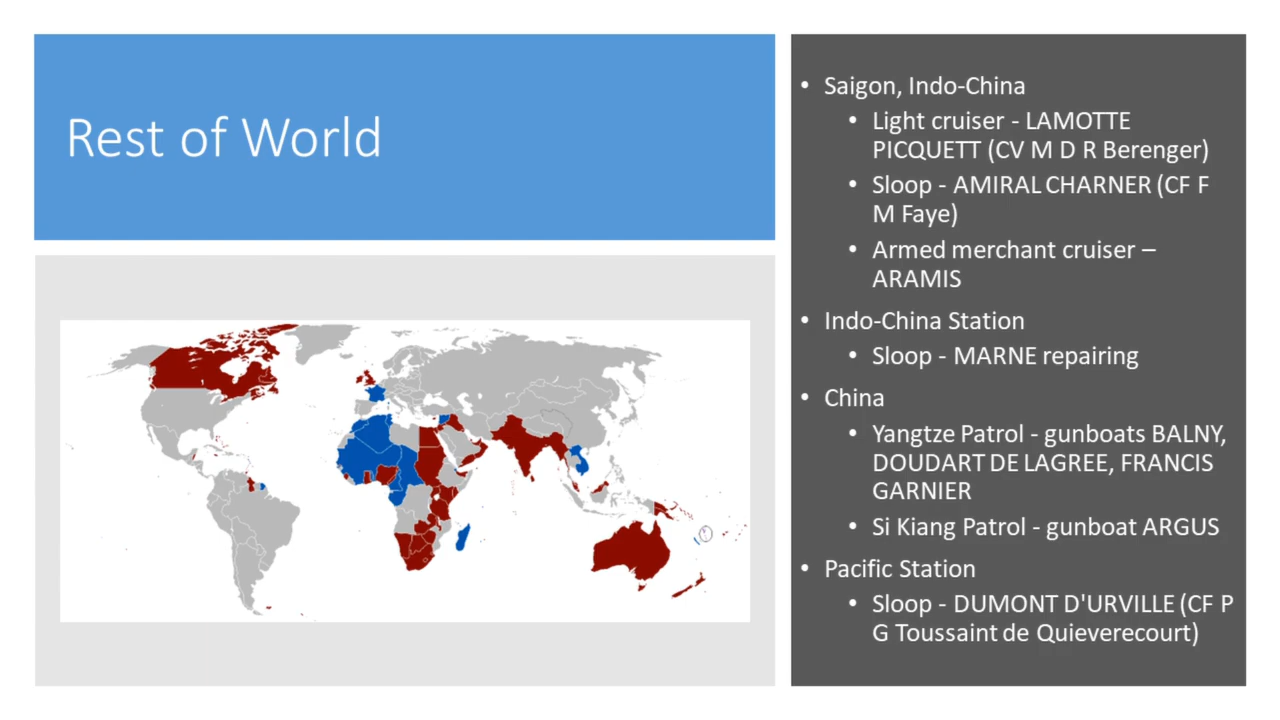 Rest of World
• Saigon, Indo-China
• Light cruiser - LAMOTTE
PICQUETT (CV M D R Berenger)
• Sloop - AMIRAL CHARNER (CF F
M Faye)
• Armed merchant cruiser –
ARAMIS
• Indo-China Station
• Sloop - MARNE repairing
• China
• Yangtze Patrol - gunboats BALNY,
DOUDART DE LAGREE, FRANCIS
GARNIER
• Si Kiang Patrol - gunboat ARGUS
• Pacific Station
• Sloop - DUMONT D'URVILLE (CF P
G Toussaint de Quieverecourt)